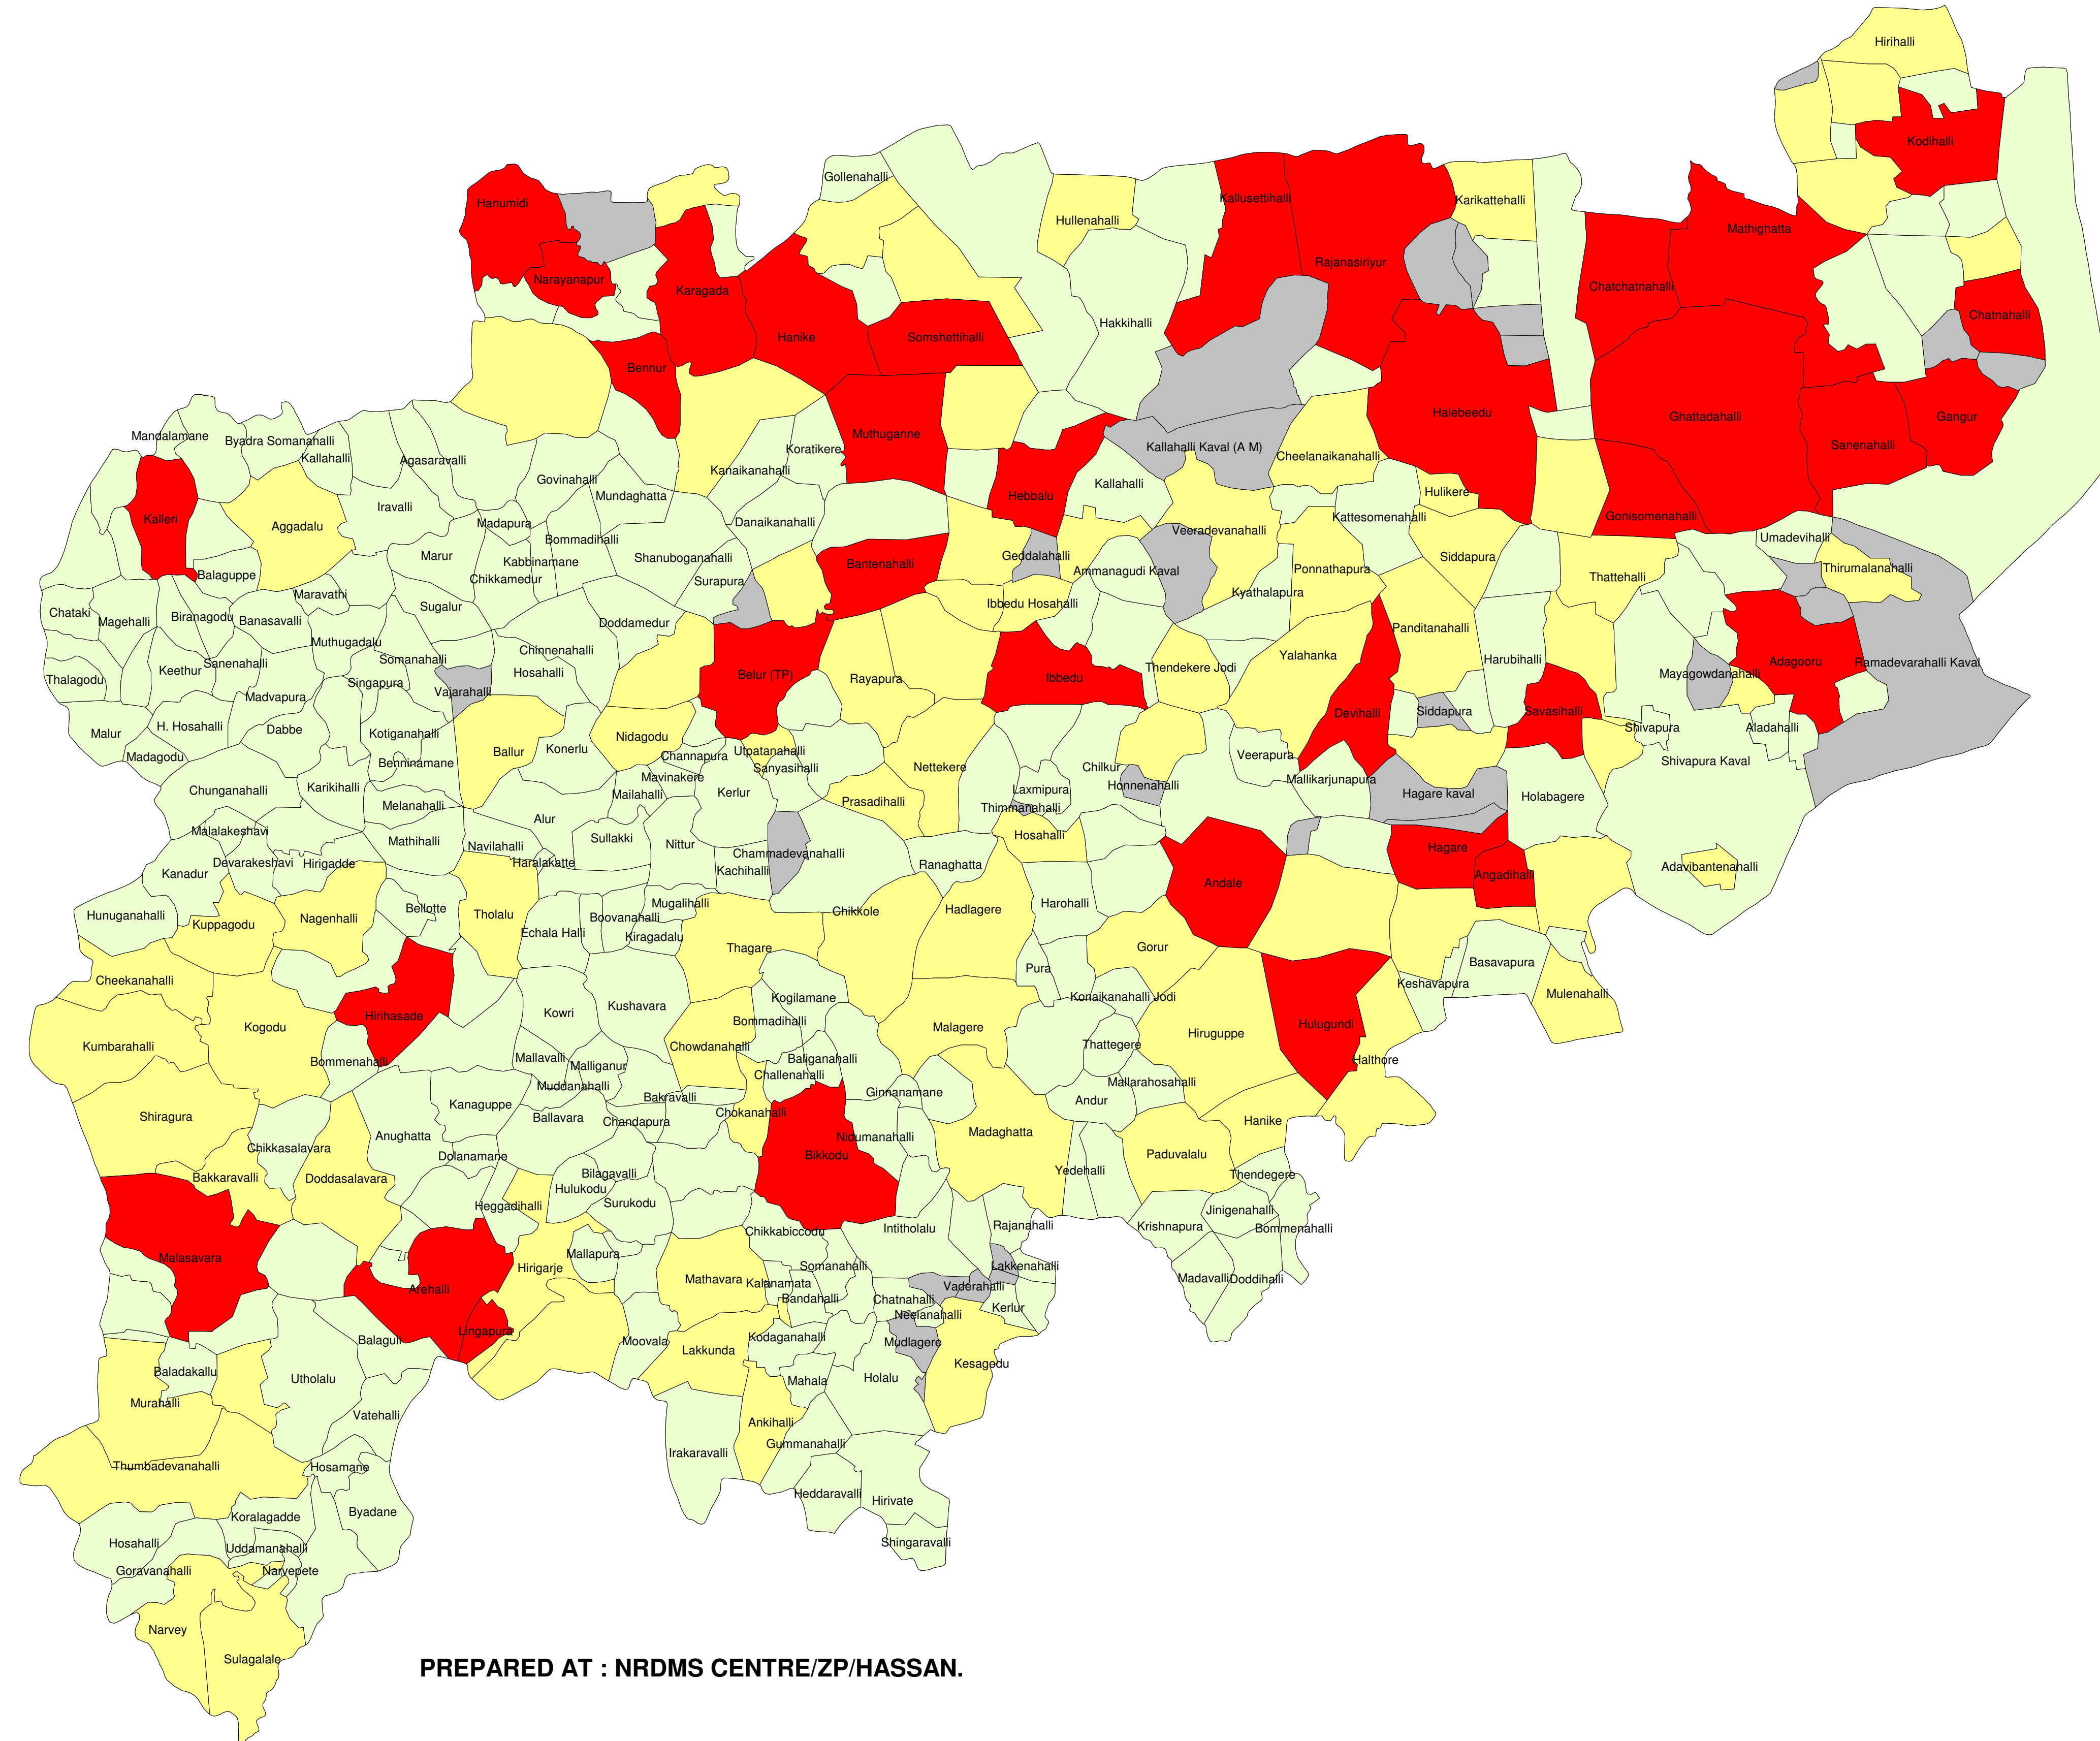 Hirihalli
Kodihalli
Gollenahalli
Hanumidi
Kallusettihalli
Karikattehalli
Hullenahalli
Mathighatta
Rajanasiriyur
Narayanapur
Karagada
Chatchatnahalli
Chatnahalli
Hakkihalli
Hanike
Somshettihalli
Bennur
Halebeedu
Ghattadahalli
Gangur
Mandalamane
Byadra Somanahalli
Muthuganne
Sanenahalli
Kallahalli
Agasaravalli
Koratikere
Kallahalli Kaval (A M)
Cheelanaikanahalli
Kanaikanahalli
Govinahalli
Kallahalli
Hulikere
Mundaghatta
Hebbalu
Iravalli
Kalleri
Aggadalu
Madapura
Danaikanahalli
Kattesomenahalli
Gonisomenahalli
Veeradevanahalli
Umadevihalli
Bommadihalli
Marur
Kabbinamane
Shanuboganahalli
Geddalahalli
Siddapura
Bantenahalli
Thirumalanahalli
Ammanagudi Kaval
Ponnathapura
Balaguppe
Chikkamedur
Surapura
Thattehalli
Maravathi
Kyathalapura
Sugalur
Ibbedu Hosahalli
Chataki
Magehalli
Biranagodu
Banasavalli
Doddamedur
Panditanahalli
Muthugadalu
Chinnenahalli
Yalahanka
Somanahalli
Sanenahalli
Keethur
Harubihalli
Adagooru
Ramadevarahalli Kaval
Thendekere Jodi
Hosahalli
Belur (TP)
Mayagowdanahalli
Thalagodu
Singapura
Rayapura
Ibbedu
Vajarahalli
Madvapura
Devihalli
Siddapura
Savasihalli
H. Hosahalli
Dabbe
Shivapura
Aladahalli
Malur
Kotiganahalli
Nidagodu
Konerlu
Ballur
Utpatanahalli
Madagodu
Channapura
Veerapura
Benninamane
Shivapura Kaval
Sanyasihalli
Nettekere
Chilkur
Mavinakere
Mallikarjunapura
Karikihalli
Honnenahalli
Chunganahalli
Laxmipura
Kerlur
Mailahalli
Hagare kaval
Holabagere
Prasadihalli
Melanahalli
Thimmanahalli
Alur
Malalakeshavi
Hosahalli
Sullakki
Mathihalli
Nittur
Navilahalli
Hagare
Chammadevanahalli
Devarakeshavi
Hirigadde
Haralakatte
Ranaghatta
Adavibantenahalli
Kachihalli
Kanadur
Angadihalli
Andale
Mugalihalli
Harohalli
Bellotte
Hadlagere
Chikkole
Hunuganahalli
Tholalu
Boovanahalli
Nagenhalli
Kuppagodu
Echala Halli
Kiragadalu
Thagare
Gorur
Basavapura
Pura
Cheekanahalli
Keshavapura
Mulenahalli
Kogilamane
Konaikanahalli Jodi
Kushavara
Kowri
Hirihasade
Bommadihalli
Hulugundi
Kogodu
Malagere
Hiruguppe
Kumbarahalli
Chowdanahalli
Thattegere
Mallavalli
Baliganahalli
Halthore
Bommenahalli
Malliganur
Challenahalli
Mallarahosahalli
Muddanahalli
Ginnanamane
Bakravalli
Andur
Kanaguppe
Chokanahalli
Shiragura
Ballavara
Chandapura
Hanike
Madaghatta
Anughatta
Nidumanahalli
Chikkasalavara
Paduvalalu
Bikkodu
Dolanamane
Yedehalli
Bilagavalli
Thendegere
Bakkaravalli
Doddasalavara
Hulukodu
Surukodu
Heggadihalli
Jinigenahalli
Rajanahalli
Krishnapura
Bommenahalli
Intitholalu
Chikkabiccodu
Mallapura
Malasavara
Somanahalli
Lakkenahalli
Hirigarje
Mathavara
Madavalli
Doddihalli
Kalanamata
Vaderahalli
Arehalli
Bandahalli
Chatnahalli
Kerlur
Neelanahalli
Lingapura
Kodaganahalli
Balaguli
Moovala
Mudlagere
Lakkunda
Kesagodu
Baladakallu
Utholalu
Mahala
Holalu
Murahalli
Vatehalli
Ankihalli
Gummanahalli
Irakaravalli
Thumbadevanahalli
Hosamane
Heddaravalli
Hirivate
Byadane
Koralagadde
Hosahalli
Shingaravalli
Uddamanahalli
Goravanahalli
Narvepete
Narvey
Sulagalale
PREPARED AT : NRDMS CENTRE/ZP/HASSAN.